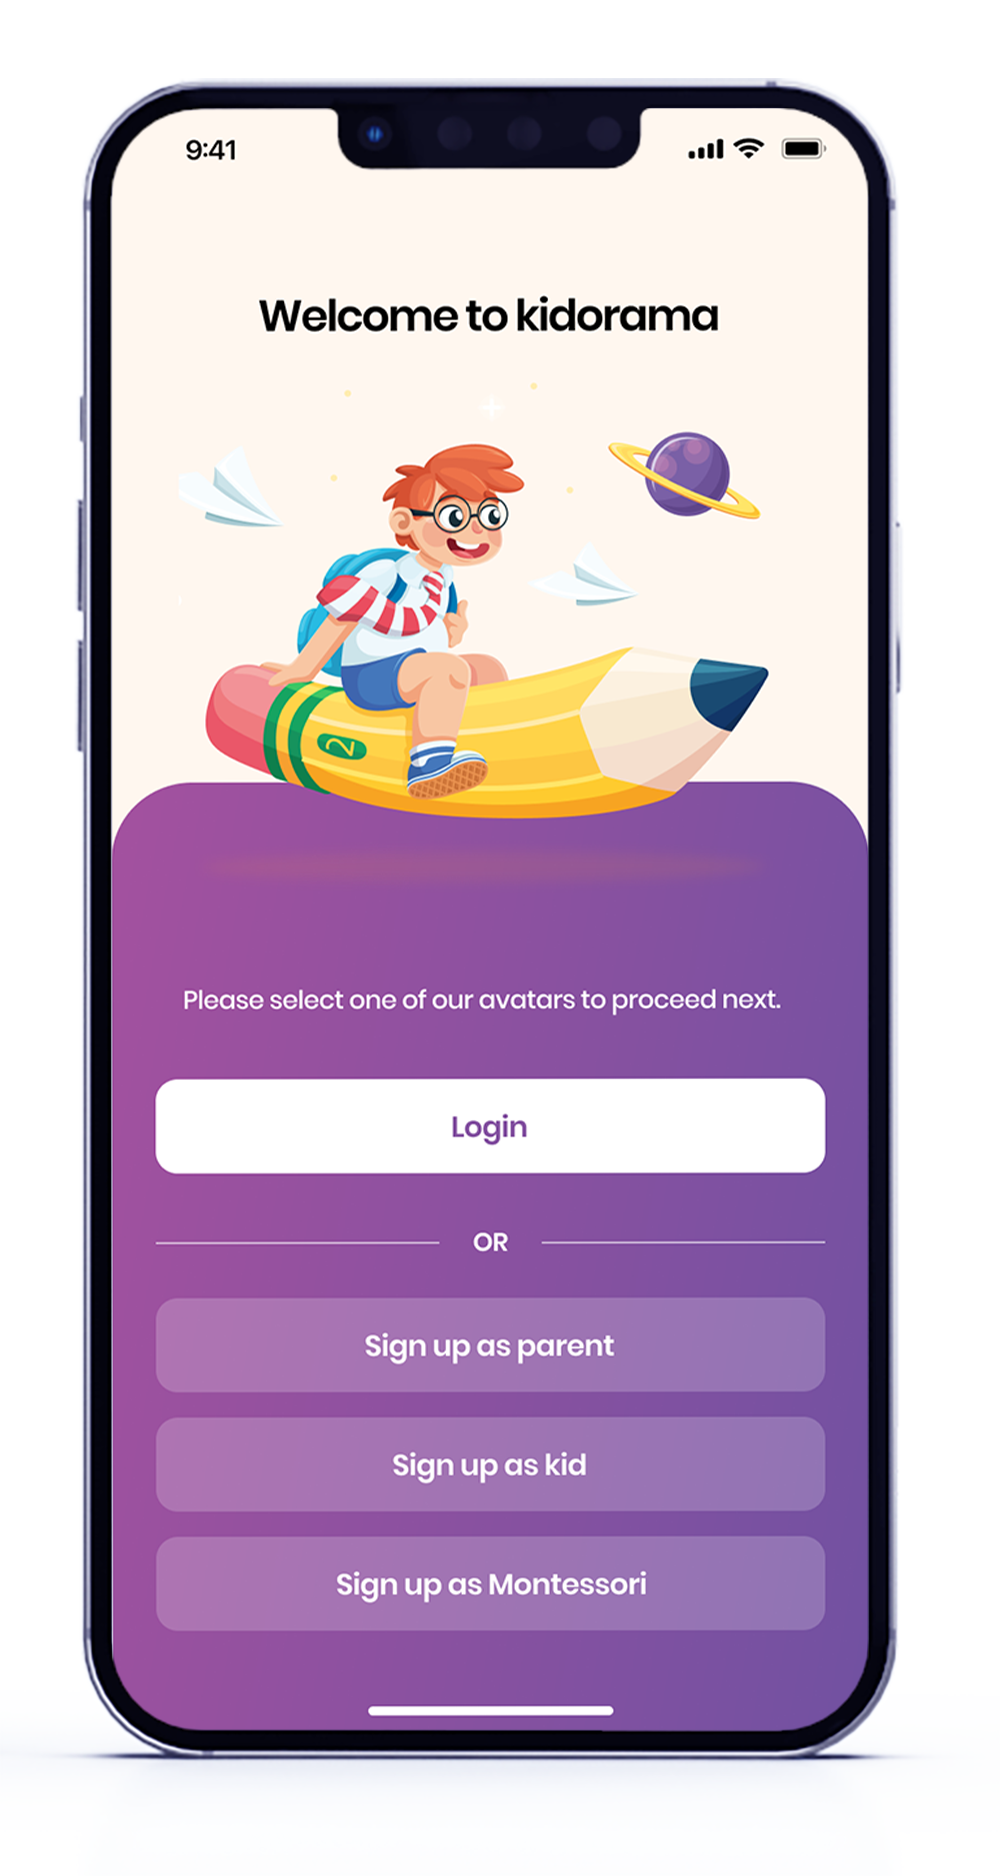 9:41
Welcome to kidorama
2
Please select one of our avatars to proceed next.
Login
OR
Sign up as parent
Sign up as kid
Sign up as Montessori